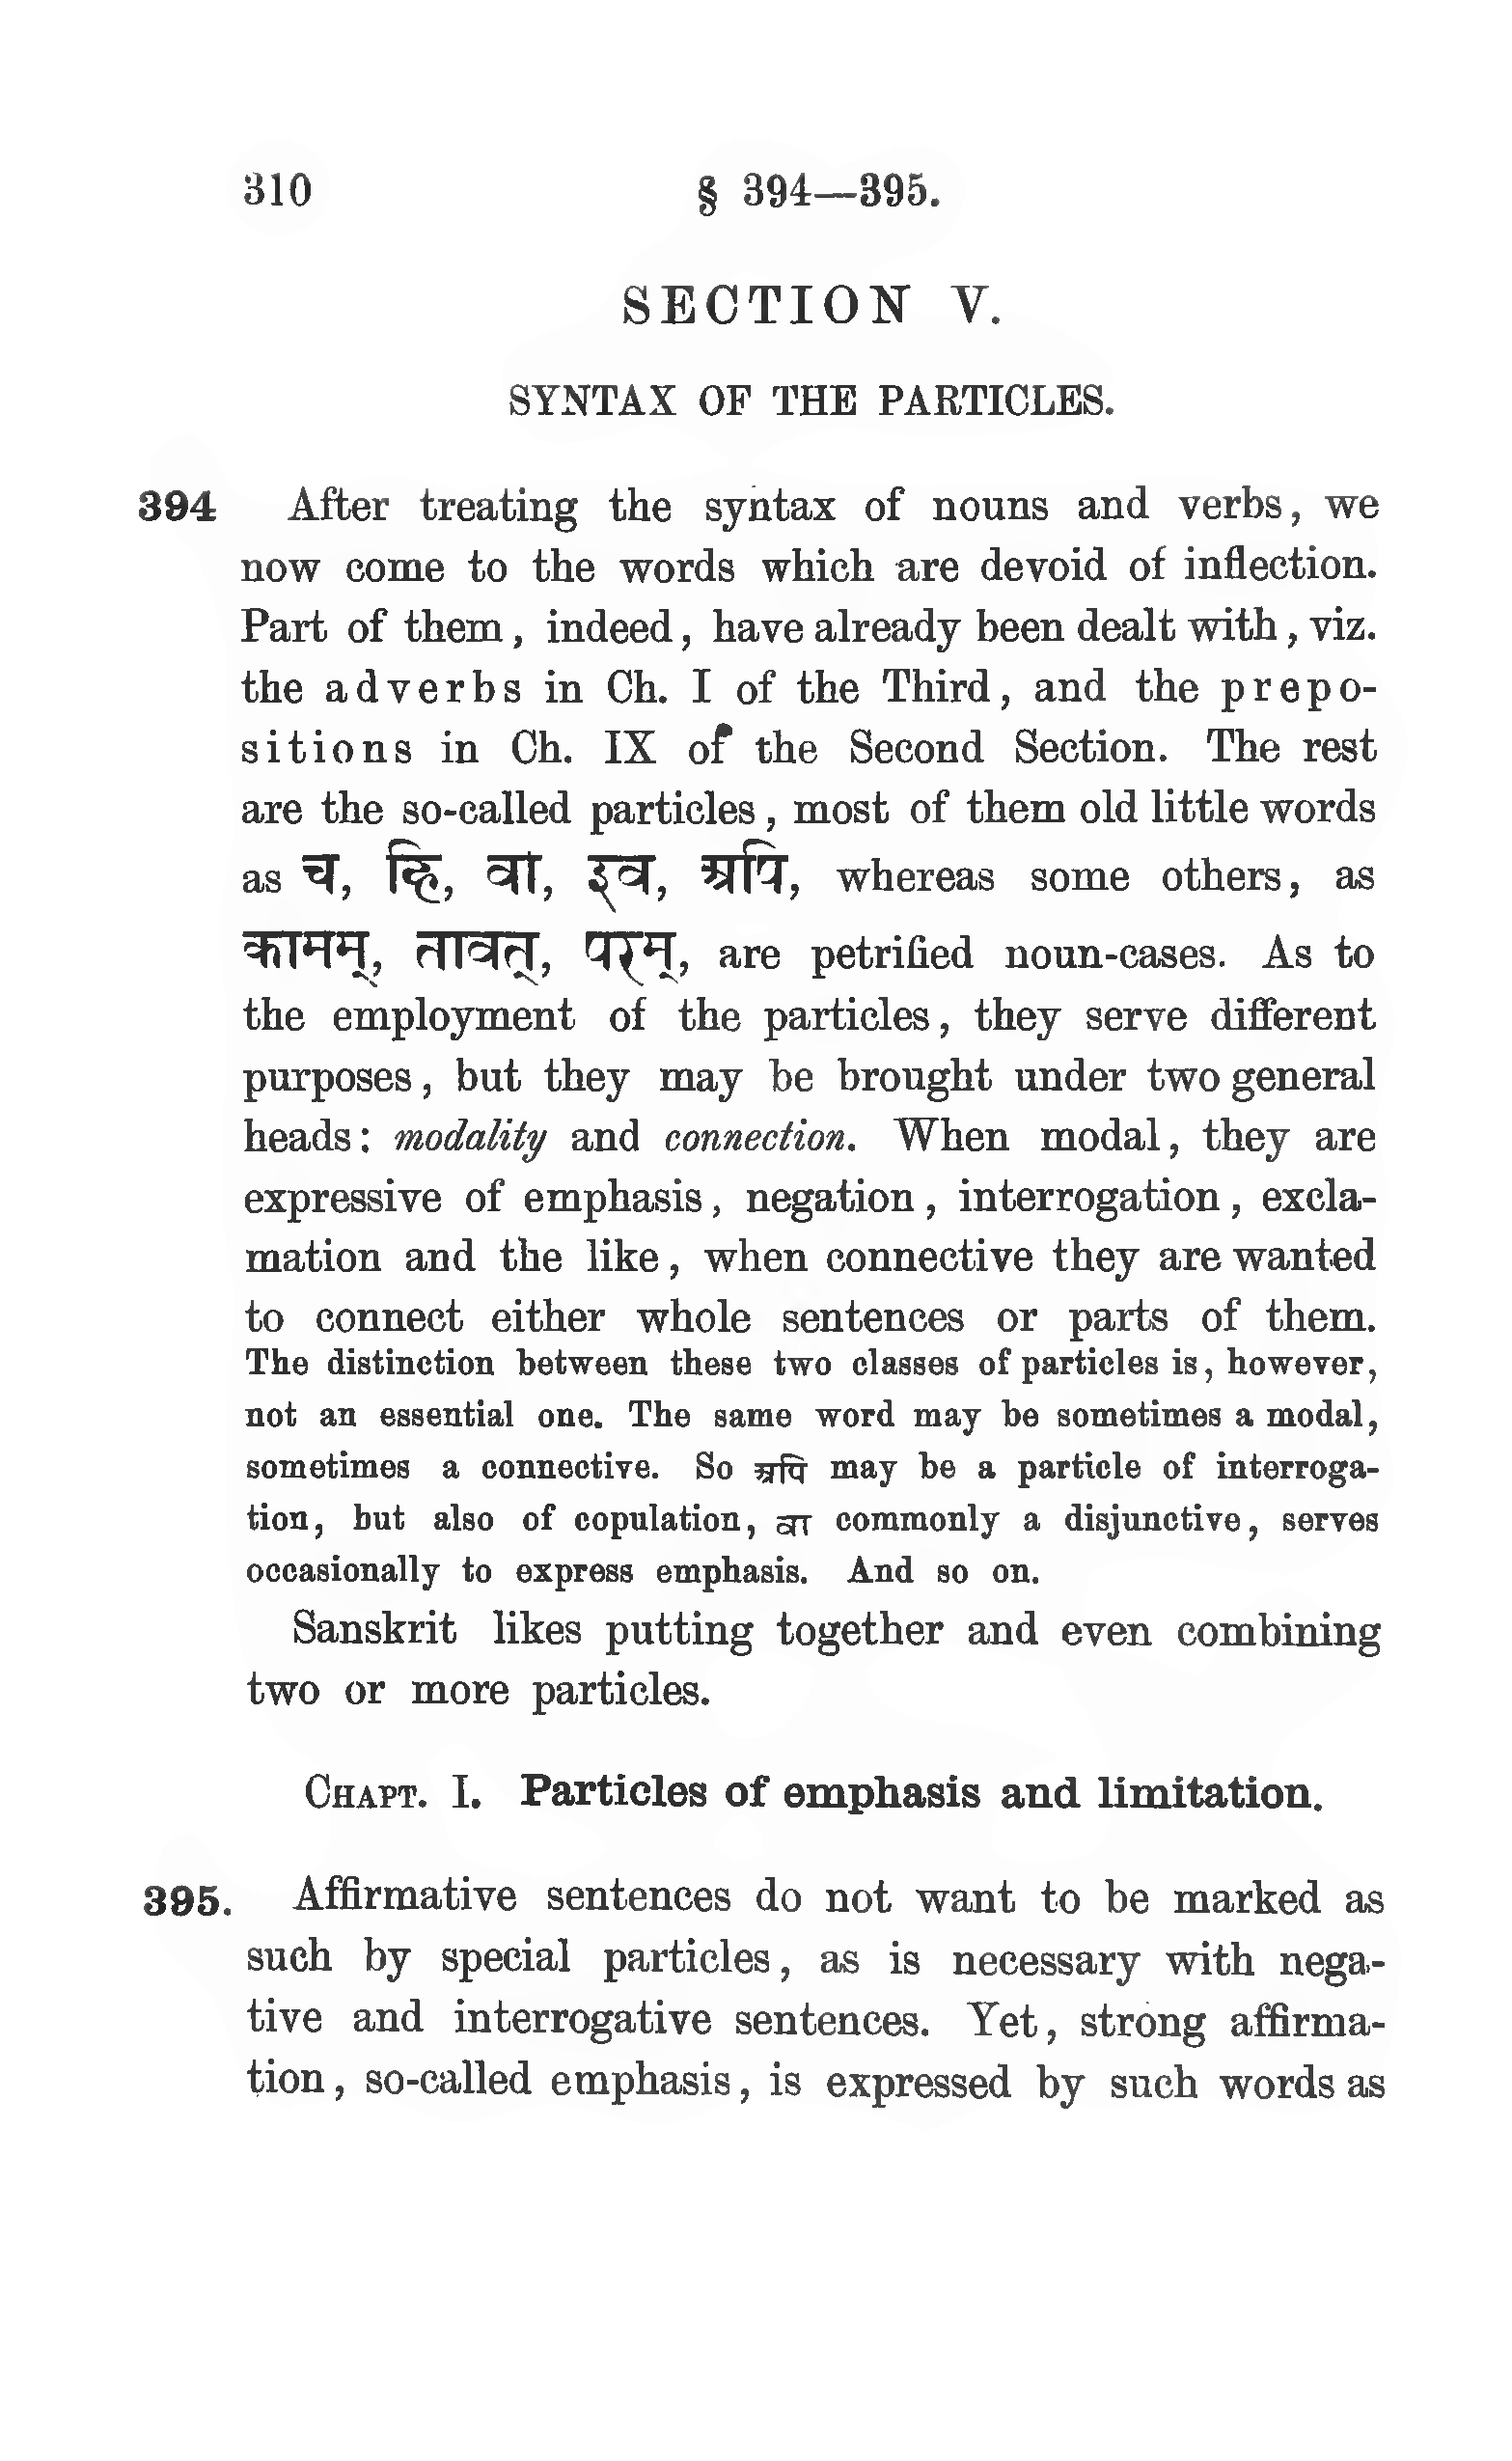 310 § 394—395.
SECTION V.
SYNTAX OF THE PARTICLES.
394 After treating the syntax of nouns and verbs, we
now come to the words which are devoid of inflection.
Part of them, indeed, have already been dealt with, viz.
the adverbs in Ch. I of the Third, and the prepo-
sitions in Ch. IX of the Second Section. The rest
are the so-called particles, most of them old little words
as च, हि, वा, इव, अपि, whereas some others, as
कामम्, तावत्, परम्, are petrified noun-cases. As to
the employment of the particles, they serve different
purposes, but they may be brought under two general
heads: modality and connection. When modal, they are
expressive of emphasis, negation, interrogation, excla-
mation and the like, when connective they are wanted
to connect either whole sentences or parts of them.
The distinction between these two classes of particles is, however,
not an essential one. The same word may be sometimes a modal,
sometimes a connective. So अपि may be a particle of interroga-
tion, but also of copulation, वा commonly a disjunctive, serves
occasionally to express emphasis. And so on.
Sanskrit likes putting together and even combining
two or more particles.
CHAPT. I. Particles of emphasis and limitation.
395. Affirmative sentences do not want to be marked as
such by special particles, as is necessary with nega-
tive and interrogative sentences. Yet, strong affirma-
tion, so-called emphasis, is expressed by such words as